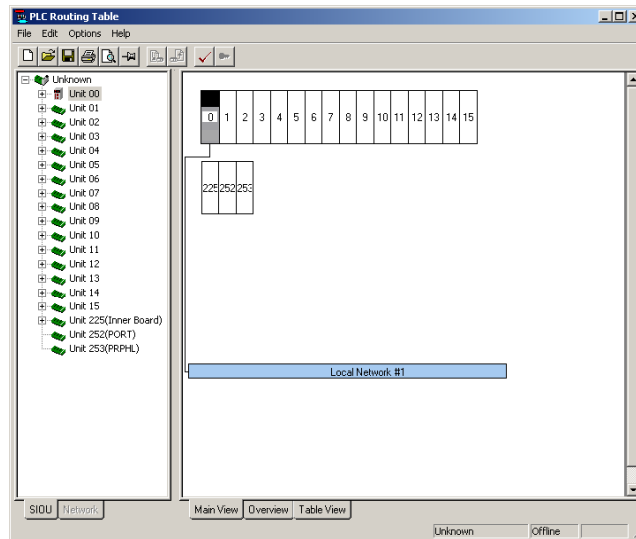 PLC Routing Table
File Edit Options Help
Unknown
Unit 00
Unit 01
Unit 02
Unit 03
Unit 04
Unit 05
Unit 06
Unit 07
Unit 08
Unit 09
Unit 10
Unit 11
Unit 12
Unit 13
Unit 14
Unit 15
Unit 225(Inner Board)
Unit 252(PORT)
Unit 253(PRPHL)
0 1 2 3 4 5 6 7 8 9 10 11 12 13 14 15
225 252 253
Local Network #1
SIOU Network
Main View Overview Table View
Unknown Offline